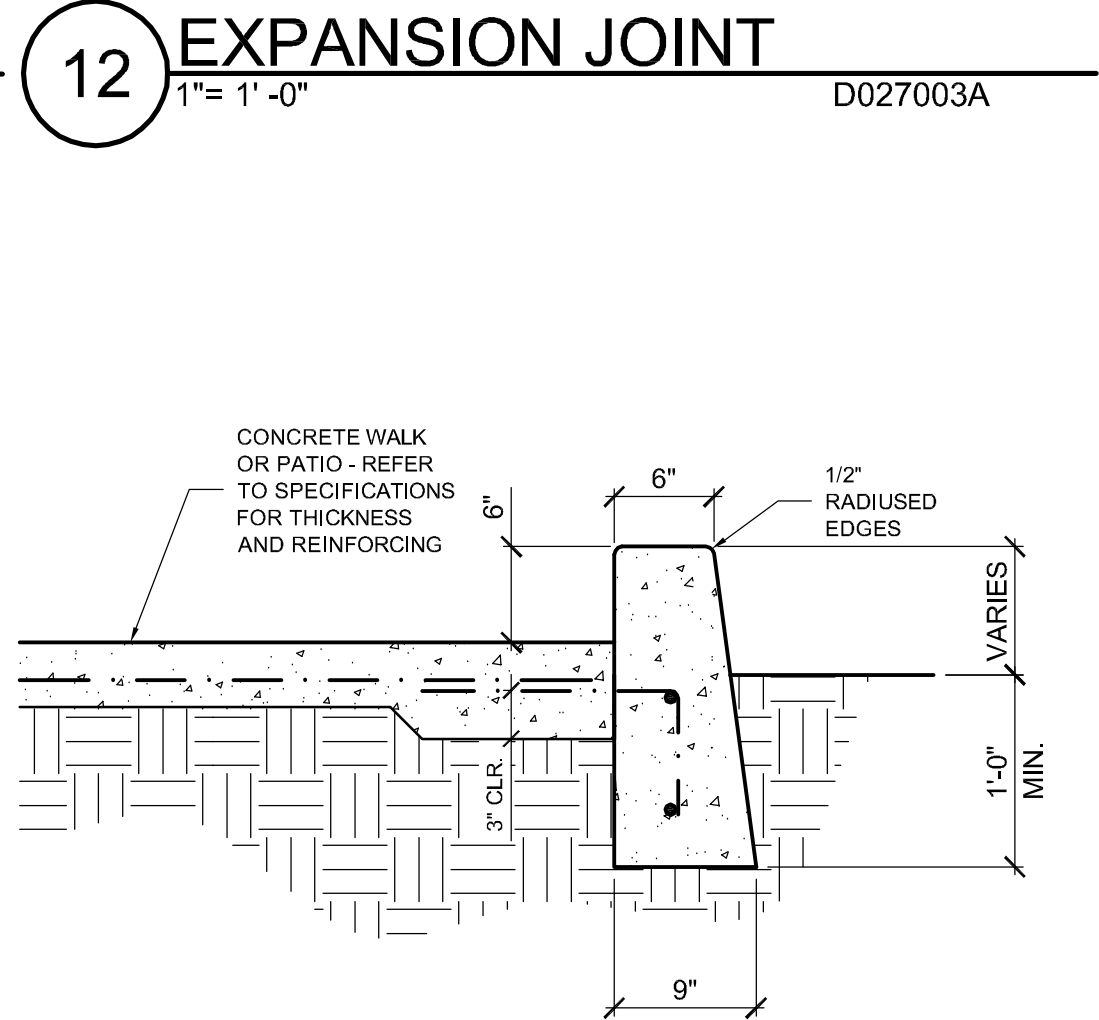 12
EXPANSION JOINT
1"= 1' -0"
D027003A
CONCRETE WALK
OR PATIO - REFER
TO SPECIFICATIONS
FOR THICKNESS
AND REINFORCING
6"
6"
1/2"
RADIUSED
EDGES
VARIES
1'-0"
MIN.
3" CLR.
9"